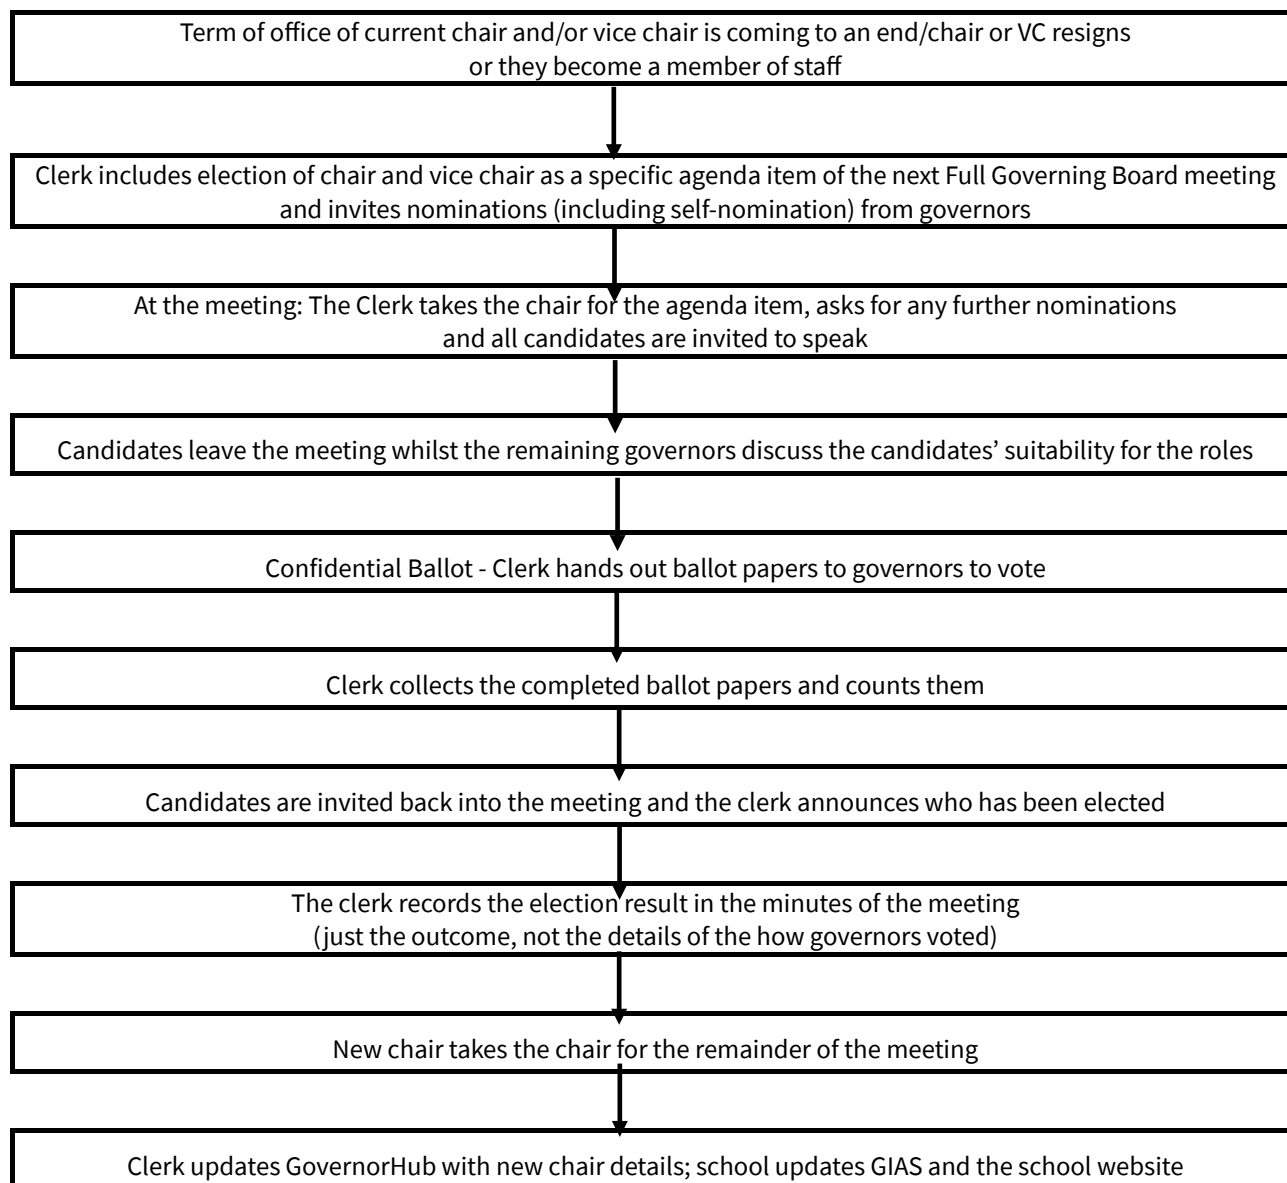 Term of office of current chair and/or vice chair is coming to an end/chair or VC resigns
or they become a member of staff
Clerk includes election of chair and vice chair as a specific agenda item of the next Full Governing Board meeting
and invites nominations (including self-nomination) from governors
At the meeting: The Clerk takes the chair for the agenda item, asks for any further nominations
and all candidates are invited to speak
Candidates leave the meeting whilst the remaining governors discuss the candidates’ suitability for the roles
Confidential Ballot - Clerk hands out ballot papers to governors to vote
Clerk collects the completed ballot papers and counts them
Candidates are invited back into the meeting and the clerk announces who has been elected
The clerk records the election result in the minutes of the meeting
(just the outcome, not the details of the how governors voted)
New chair takes the chair for the remainder of the meeting
Clerk updates GovernorHub with new chair details; school updates GIAS and the school website